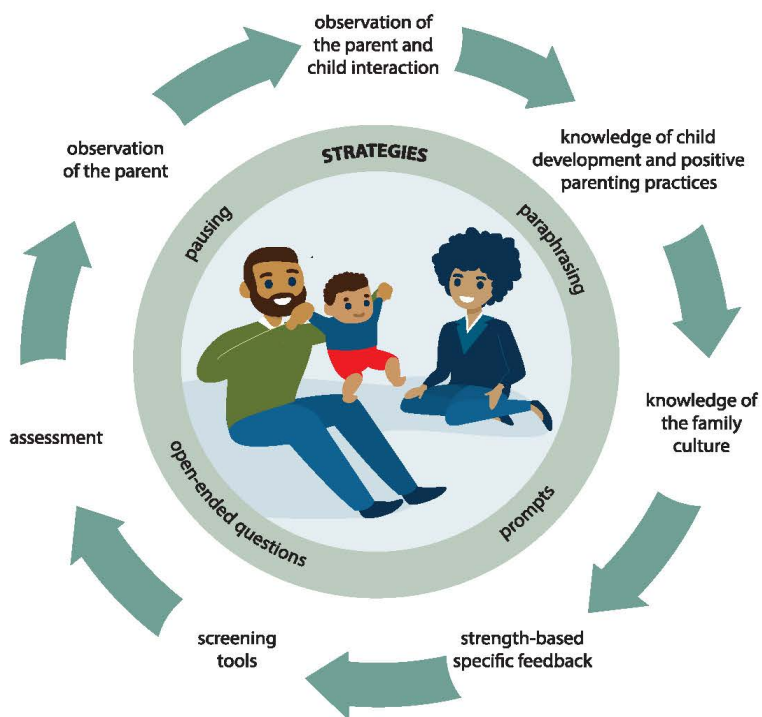 observation of
the parent and
child interaction
knowledge of child
development and positive
parenting practices
knowledge of
the family
culture
strength-based
specific feedback
screening
tools
assessment
observation
of the parent
STRATEGIES
pausing
paraphrasing
open-ended questions
prompts